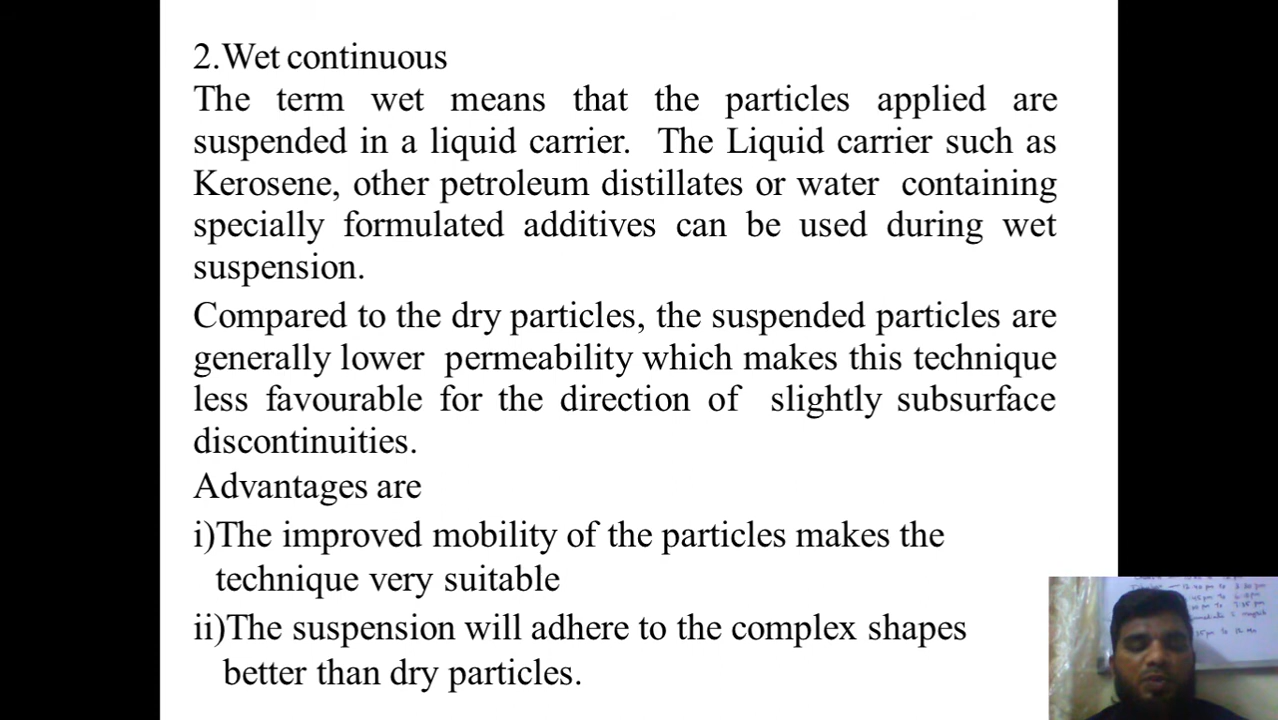 2.Wet continuous
The term wet means that the particles applied are
suspended in a liquid carrier. The Liquid carrier such as
Kerosene, other petroleum distillates or water containing
specially formulated additives can be used during wet
suspension.
Compared to the dry particles, the suspended particles are
generally lower permeability which makes this technique
less favourable for the direction of slightly subsurface
discontinuities.
Advantages are
i)The improved mobility of the particles makes the
technique very suitable
ii)The suspension will adhere to the complex shapes
better than dry particles.